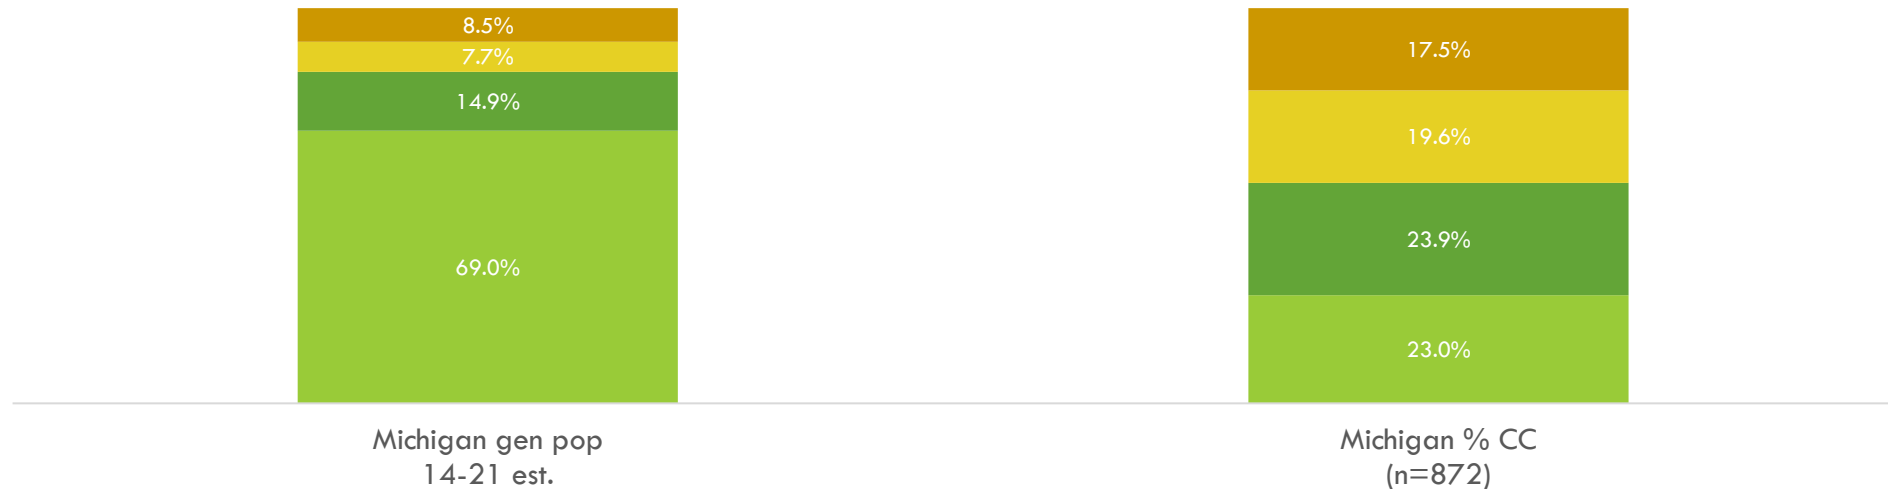 8.5%
7.7%
14.9%
69.0%
17.5%
19.6%
23.9%
23.0%
Michigan gen pop
14-21 est.
Michigan % CC
(n=872)